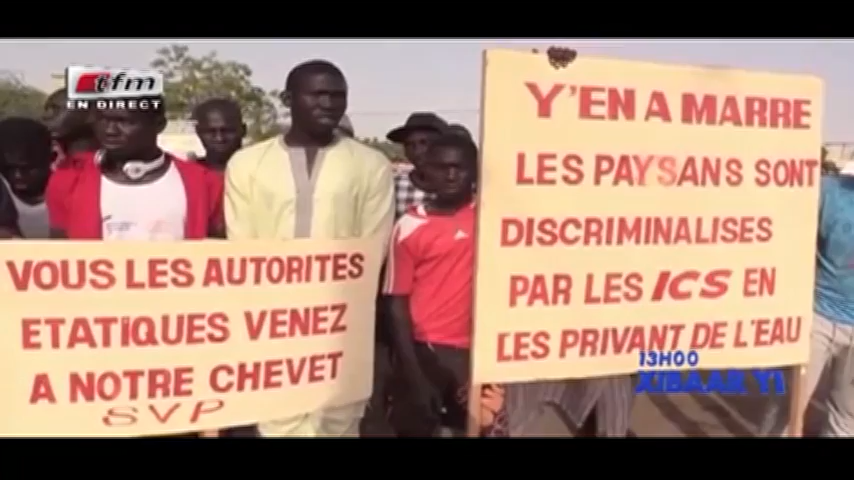 tfm
EN DIRECT
VOUS LES AUTORITES
ETATIQUES VENEZ
A NOTRE CHEVET
SVP
Y'EN A MARRE
LES PAYSANS SONT
DISCRIMINALISES
PAR LES ICS EN
LES PRIVANT DE L'EAU
13H00
XIBAAR YI